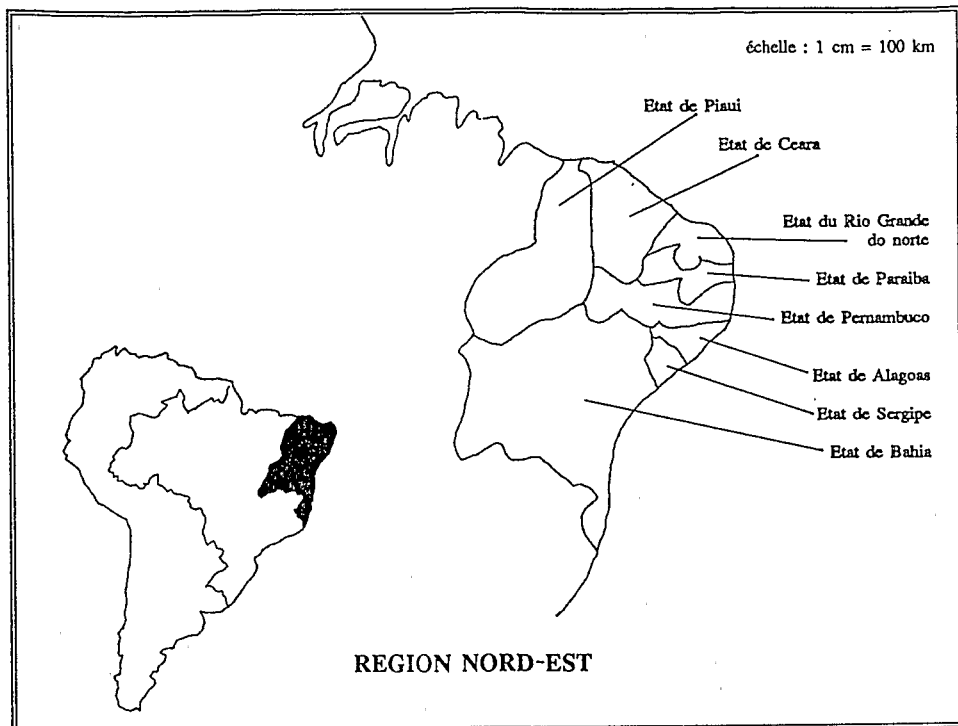 échelle : 1 cm = 100 km
Etat de Piaui
Etat de Ceara
Etat du Rio Grande
do norte
Etat de Paraiba
Etat de Pernambuco
Etat de Alagoas
Etat de Sergipe
Etat de Bahia
REGION NORD-EST